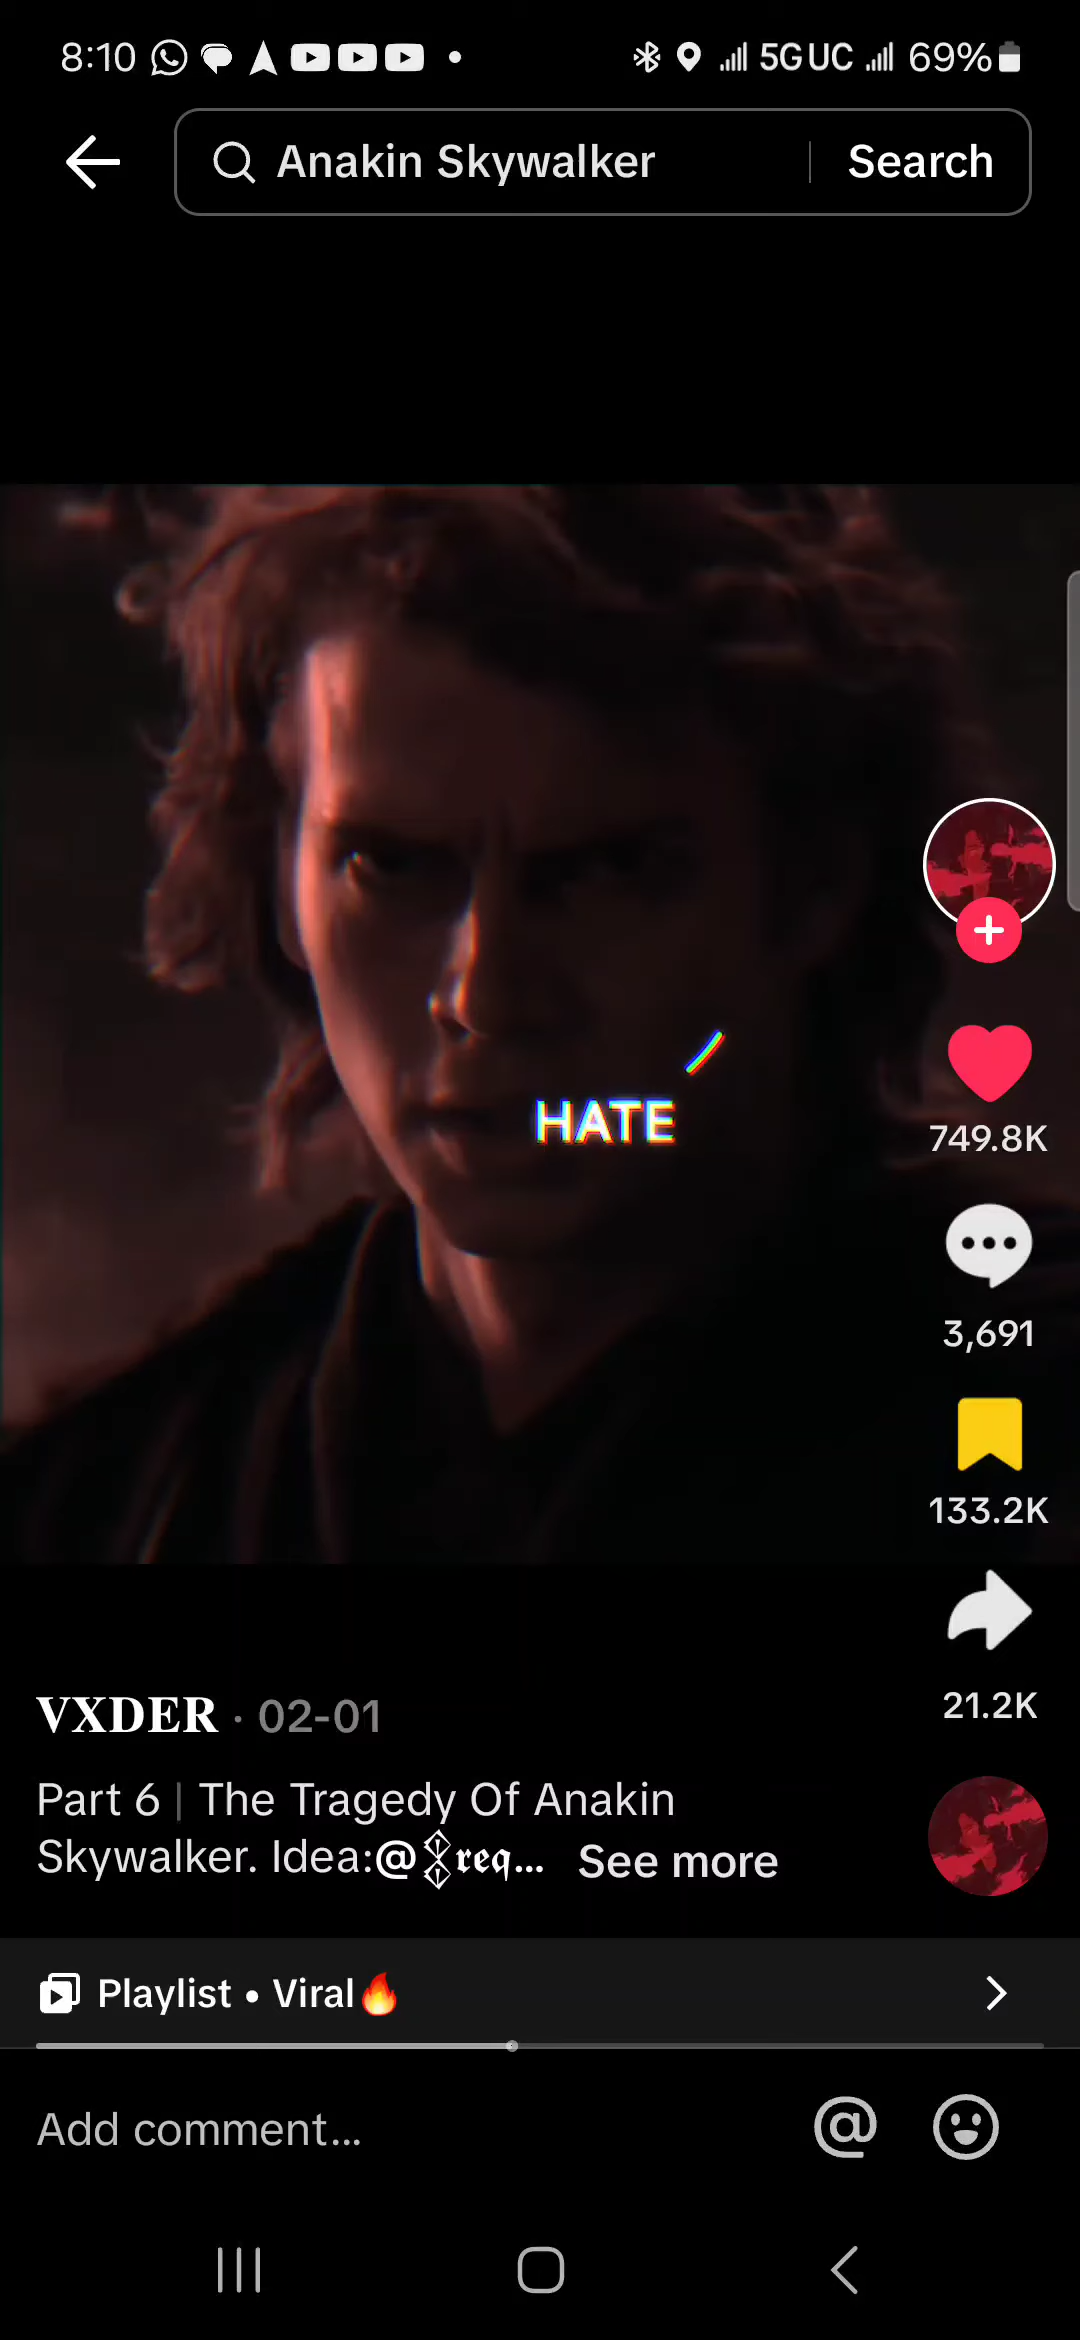 8:10
5G UC 69%
Anakin Skywalker
Search
HATE
749.8K
3,691
133.2K
21.2K
VXDER · 02-01
Part 6 | The Tragedy Of Anakin
Skywalker. Idea:@ 𝖗𝖊𝖖... See more
Playlist • Viral🔥
Add comment...